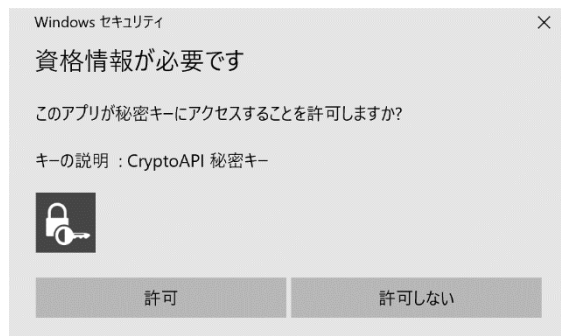 Windows セキュリティ
資格情報が必要です
このアプリが秘密キーにアクセスすることを許可しますか?
キーの説明 : CryptoAPI 秘密キー
許可
許可しない